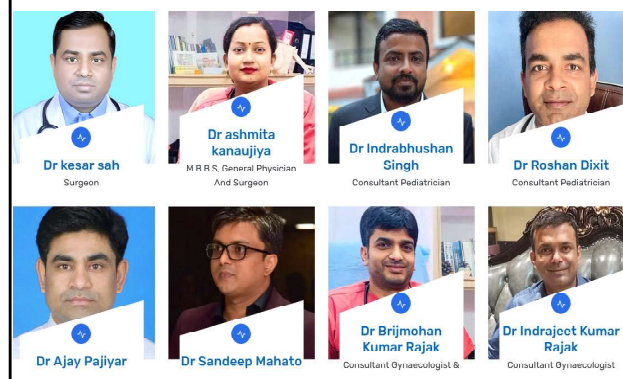 Dr kesar sah
Surgeon
Dr ashmita
kanaujiya
M.B.B.S, General Physician
And Surgeon
Dr Indrabhushan
Singh
Consultant Pediatrician
Dr Roshan Dixit
Consultant Pediatrician
Dr Ajay Pajiyar
Dr Sandeep Mahato
Dr Brijmohan
Kumar Rajak
Consultant Gynaecologist &
Dr Indrajeet Kumar
Rajak
Consultant Gynaecologist